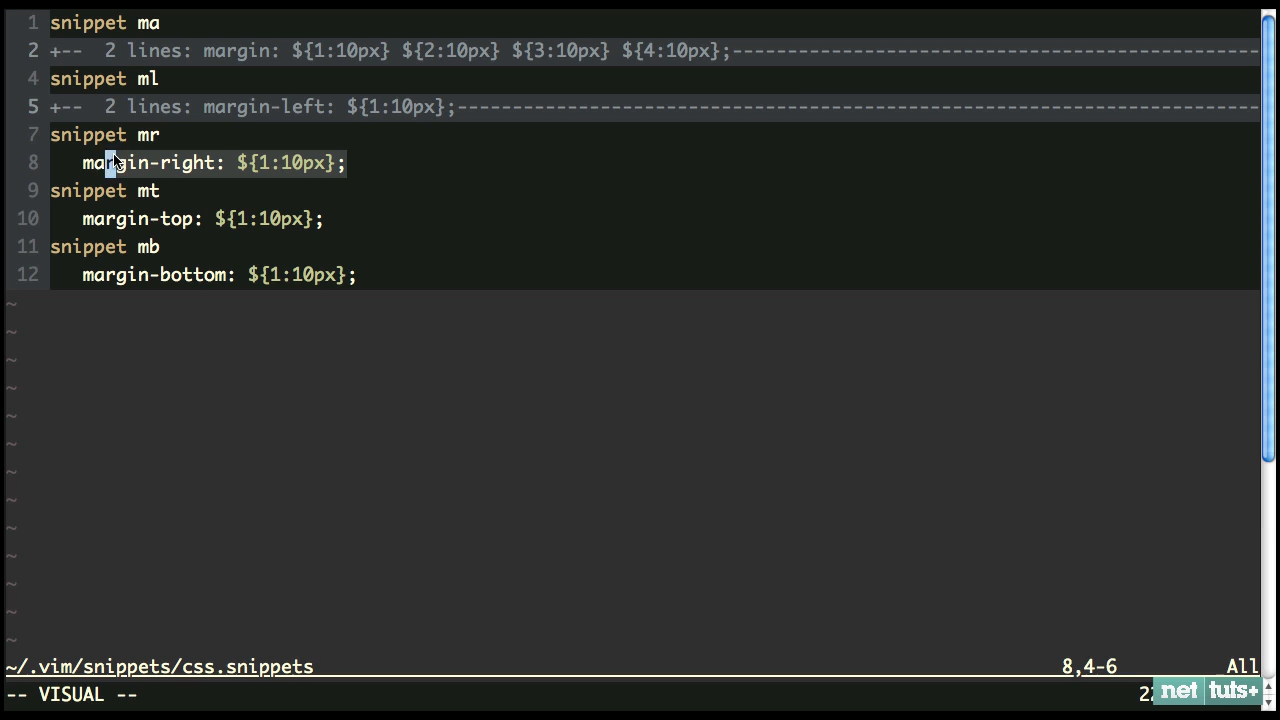 1 snippet ma
2 +-- 2 lines: margin: ${1:10px} ${2:10px} ${3:10px} ${4:10px};------------------------------------------------
4 snippet ml
5 +-- 2 lines: margin-left: ${1:10px};-------------------------------------------------------------------------
7 snippet mr
8 margin-right: ${1:10px};
9 snippet mt
10 margin-top: ${1:10px};
11 snippet mb
12 margin-bottom: ${1:10px};
~
~
~
~
~
~
~
~
~
~
~
~
~
~/.vim/snippets/css.snippets 8,4-6 All
-- VISUAL --
net tuts+